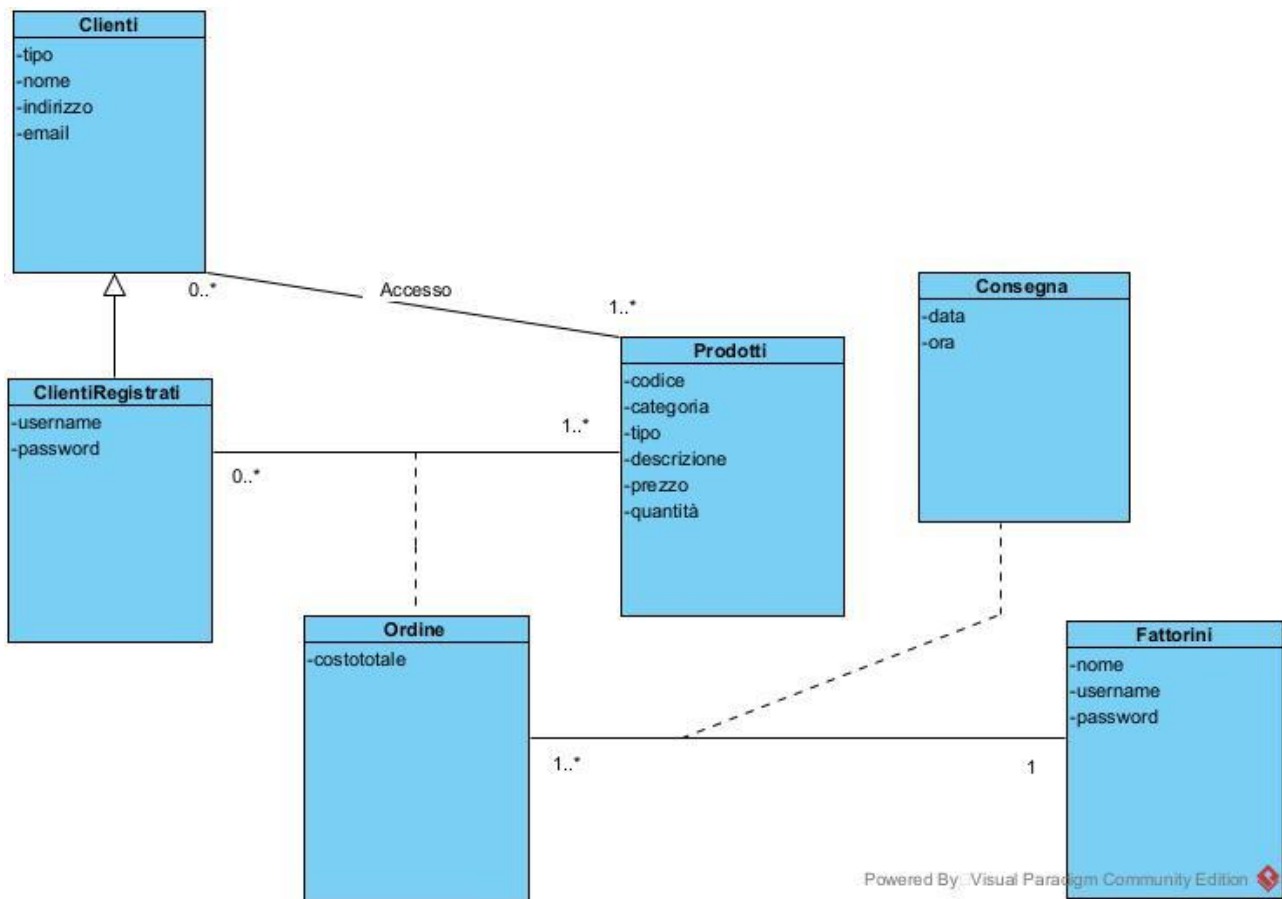 Clienti
-tipo
-nome
-indirizzo
-email
0..*
Accesso
1..*
Consegna
-data
-ora
Prodotti
-codice
-categoria
-tipo
-descrizione
-prezzo
-quantità
ClientiRegistrati
-username
-password
1..*
0..*
Ordine
-costototale
Fattorini
-nome
-username
-password
1..*
1
Powered By Visual Paradigm Community Edition